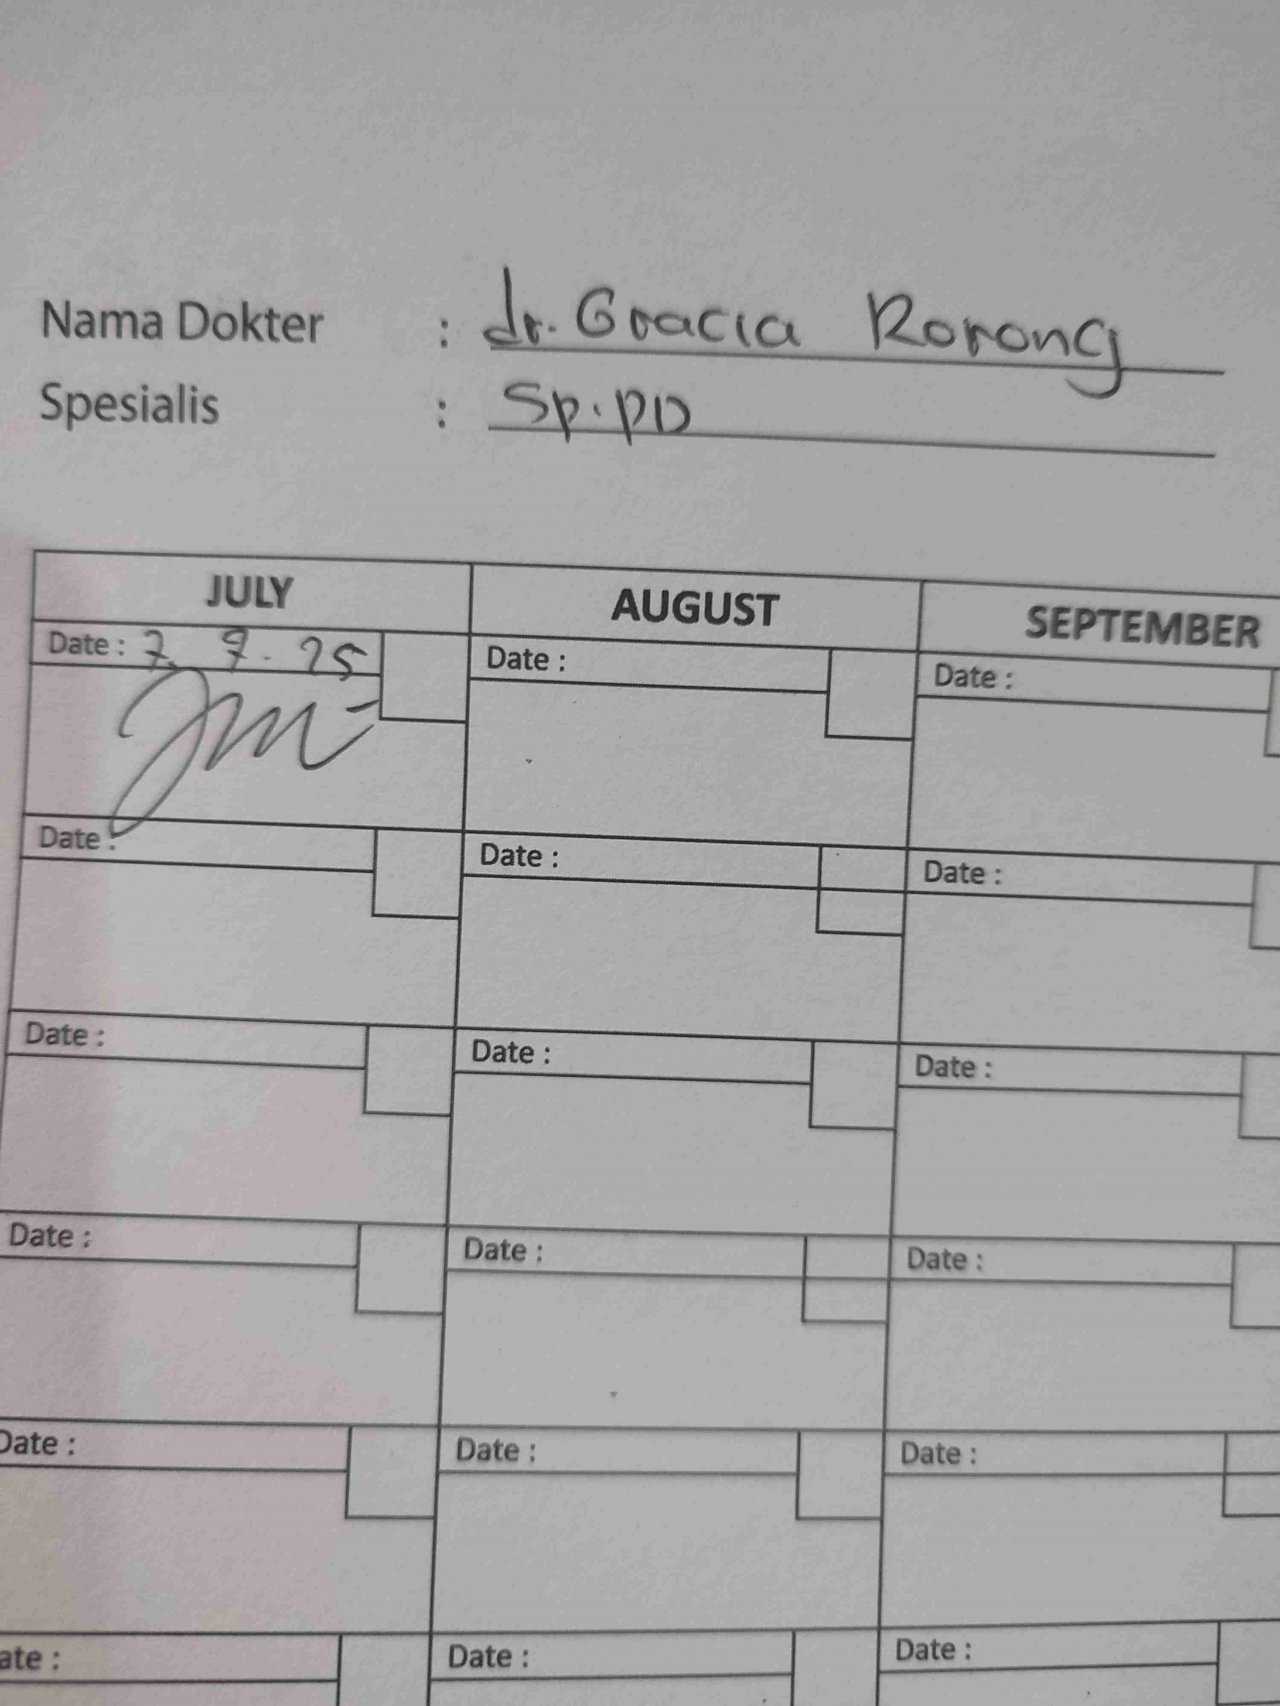 Nama Dokter : dr. Gracia Rorong
Spesialis : Sp.PD
JULY AUGUST SEPTEMBER
Date : 7. 7. 25 Date : Date :
Date : Date : Date :
Date : Date : Date :
Date : Date : Date :
Date : Date : Date :
ate : Date : Date :